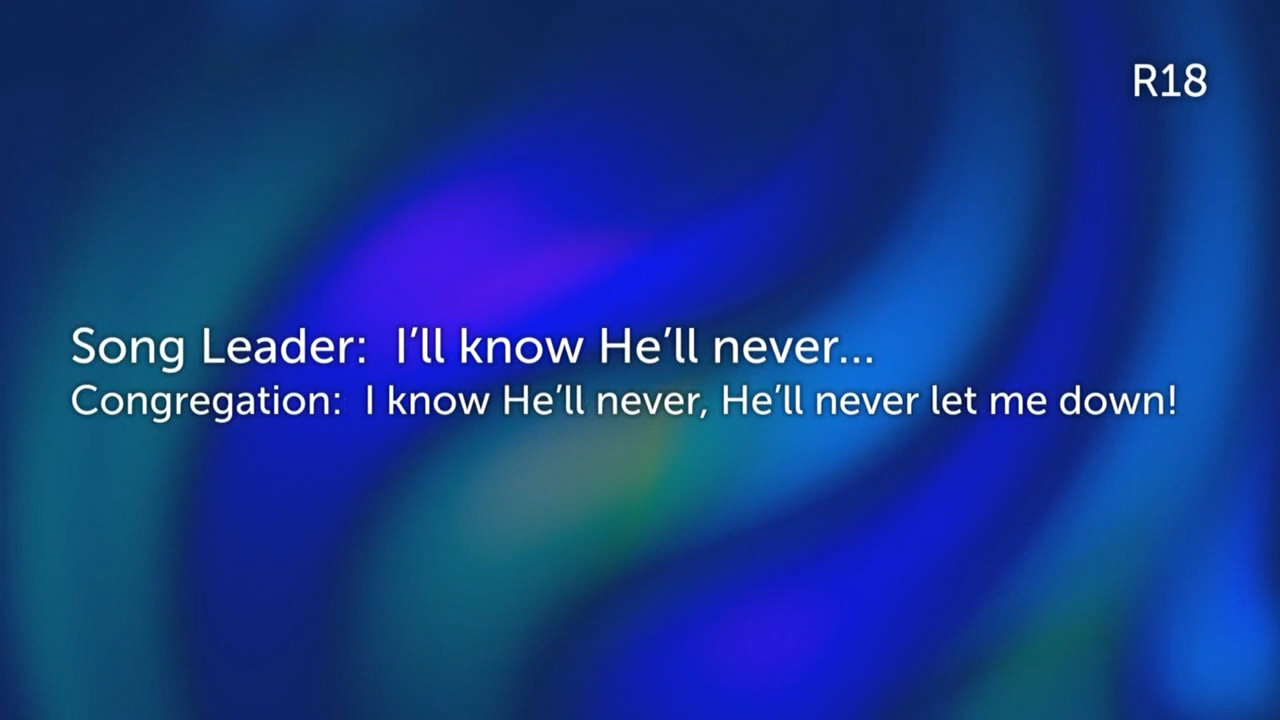 R18
Song Leader:  I’ll know He’ll never...
Congregation:  I know He’ll never, He’ll never let me down!